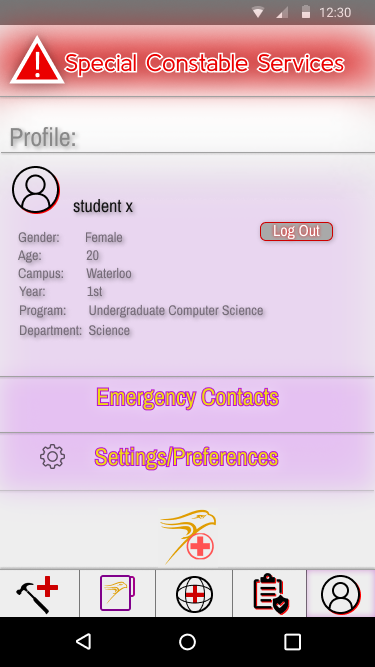 12:30
Special Constable Services
Profile:
student x
Log Out
Gender: Female
Age: 20
Campus: Waterloo
Year: 1st
Program: Undergraduate Computer Science
Department: Science
Emergency Contacts
Settings/Preferences